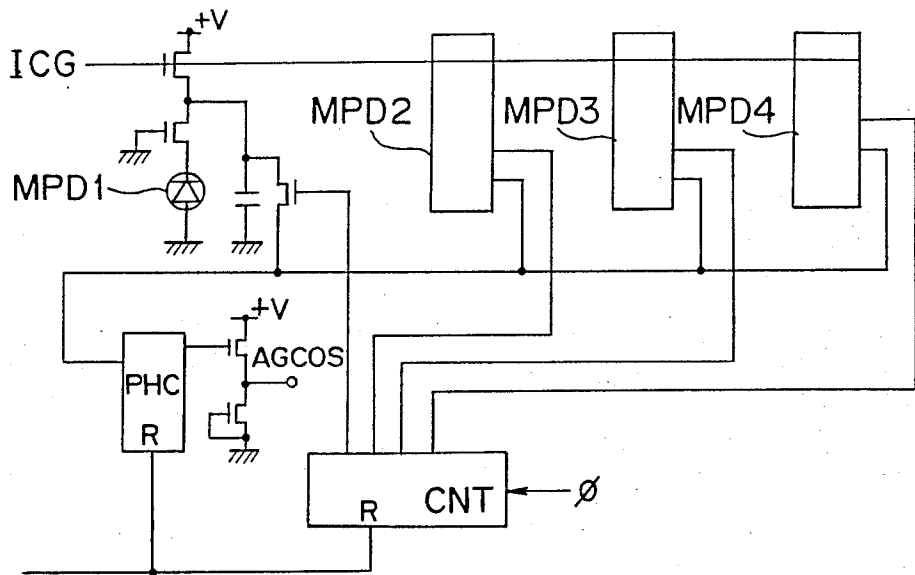 +V
ICG
MPD2
MPD3
MPD4
MPD1
+V
AGCOS
PHC
R
CNT
R
ø